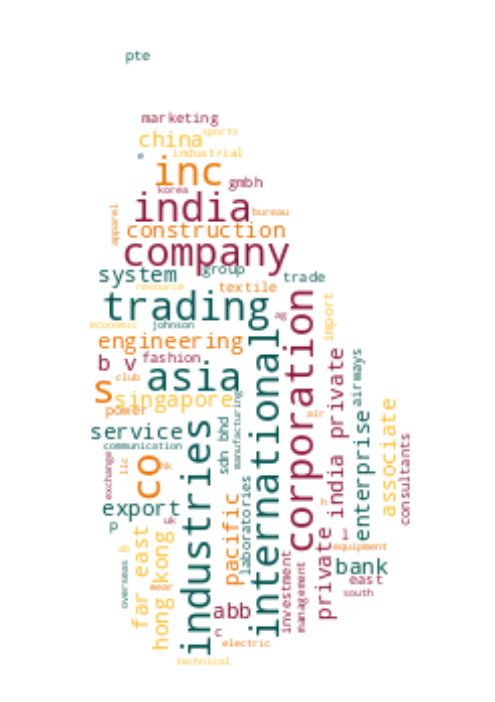 pte
marketing
sports
china
industrial
inc
korea
gmbh
india
bureau
apparel
construction
company
system
group
trade
resource
textile
trading
import
economic
johnson
ag
engineering
international
corporation
b v
fashion
asia
club
s
singapore
manufacturing
india private
airways
power
air
associate
service
industries
sdn bhd
enterprise
consultants
communication
exchange
llc
co
hk
laboratories
export
pacific
h
p
uk
far east
hong kong
private
l
equipment
overseas
investment
bank
management
east
wear
south
abb
c
electric
technical